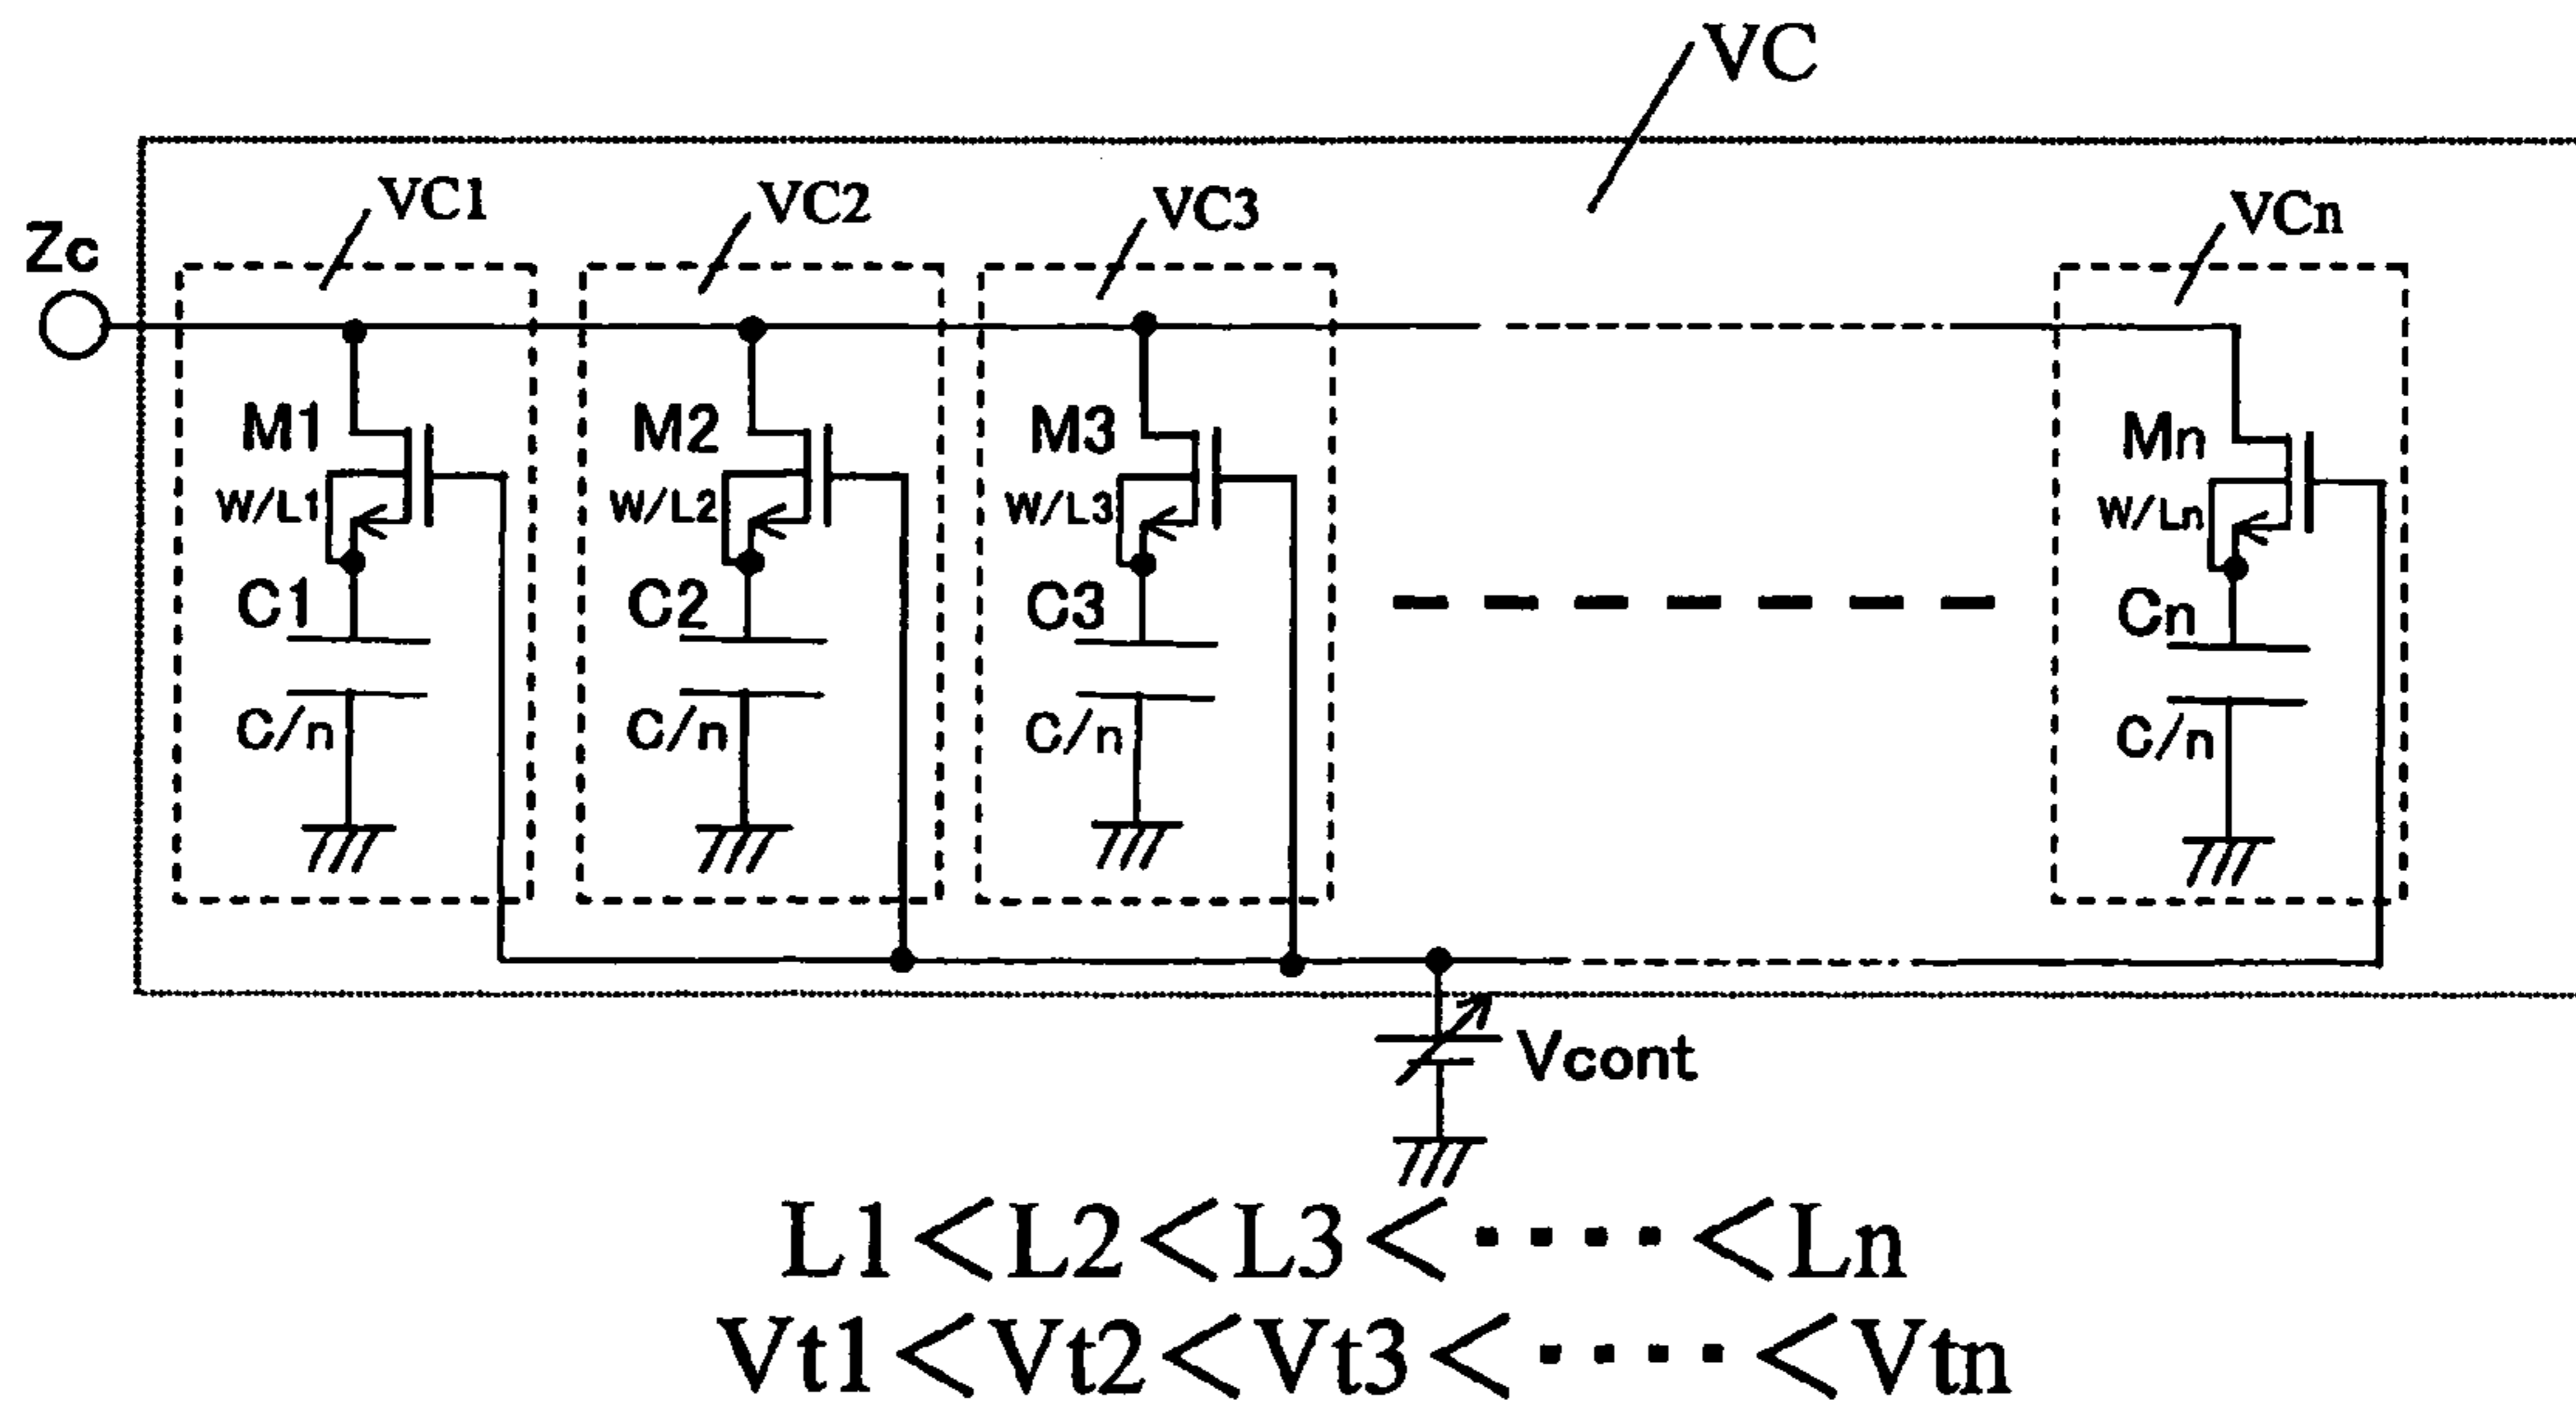 VC
VC1
VC2
VC3
VCn
Zc
M1
M2
M3
Mn
W/L1
W/L2
W/L3
W/Ln
C1
C2
C3
Cn
C/n
C/n
C/n
C/n
Vcont
L1<L2<L3<····<Ln
Vt1<Vt2<Vt3<····<Vtn